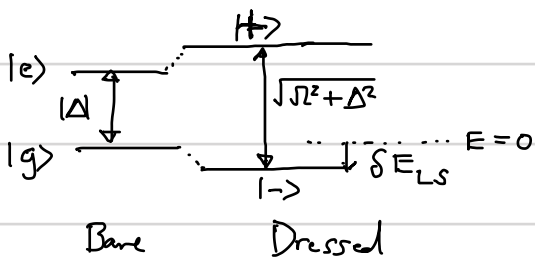 |+>
|e>
|Δ|
√Ω²+Δ²
|g>
E=0
δE_LS
|->
Bare Dressed